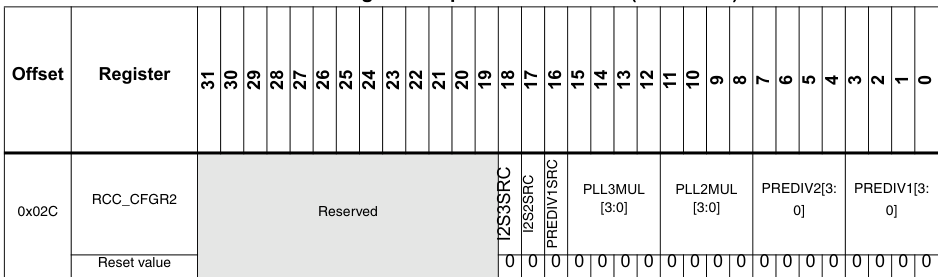 Offset Register 31 30 29 28 27 26 25 24 23 22 21 20 19 18 17 16 15 14 13 12 11 10 9 8 7 6 5 4 3 2 1 0
0x02C RCC_CFGR2 Reserved I2S3SRC I2S2SRC PREDIV1SRC PLL3MUL [3:0] PLL2MUL [3:0] PREDIV2[3:0] PREDIV1[3:0]
Reset value 0 0 0 0 0 0 0 0 0 0 0 0 0 0 0 0 0 0 0